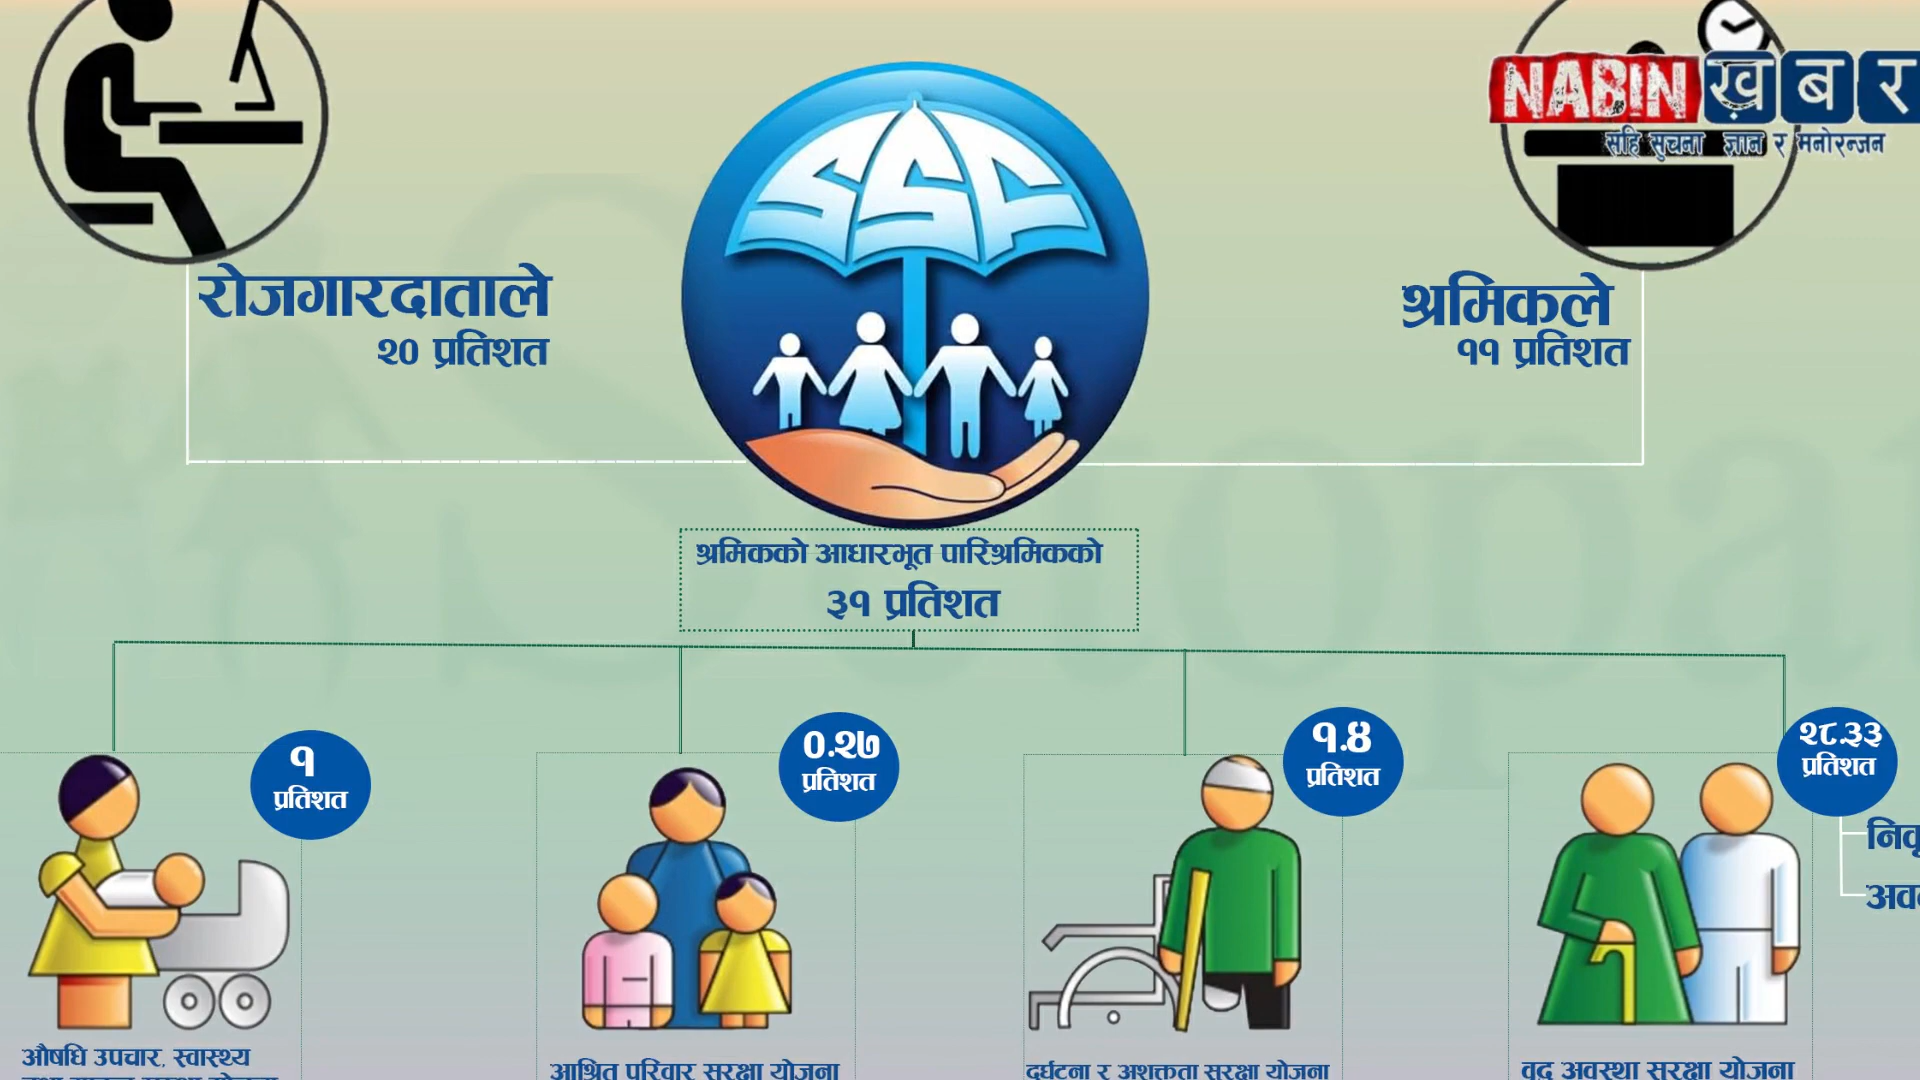 NABIN ख़बर
सहि सुचना ज्ञान र मनोरन्जन
SSF
रोजगारदाताले
२० प्रतिशत
श्रमिकले
११ प्रतिशत
श्रमिकको आधारभूत पारिश्रमिकको
३१ प्रतिशत
१
प्रतिशत
0.२७
प्रतिशत
१.४
प्रतिशत
२८.३३
प्रतिशत
औषधि उपचार, स्वास्थ्य
आश्रित परिवार सुरक्षा योजना
दुर्घटना र अशक्तता सुरक्षा योजना
वृद्ध अवस्था सुरक्षा योजना